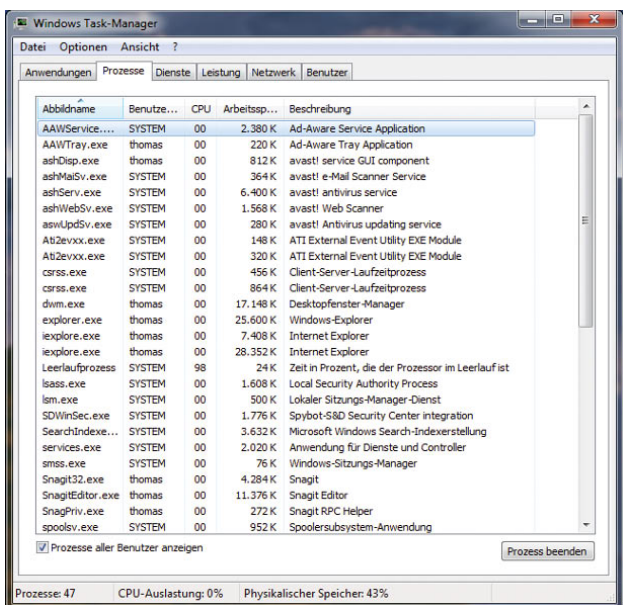 Windows Task-Manager
Datei Optionen Ansicht ?
Anwendungen Prozesse Dienste Leistung Netzwerk Benutzer
Abbildname Benutze... CPU Arbeitssp... Beschreibung
AAWService.... SYSTEM 00 2.380 K Ad-Aware Service Application
AAWTray.exe thomas 00 220 K Ad-Aware Tray Application
ashDisp.exe thomas 00 812 K avast! service GUI component
ashMaiSv.exe SYSTEM 00 364 K avast! e-Mail Scanner Service
ashServ.exe SYSTEM 00 6.400 K avast! antivirus service
ashWebSv.exe SYSTEM 00 1.568 K avast! Web Scanner
aswUpdSv.exe SYSTEM 00 280 K avast! Antivirus updating service
Ati2evxx.exe SYSTEM 00 148 K ATI External Event Utility EXE Module
Ati2evxx.exe SYSTEM 00 320 K ATI External Event Utility EXE Module
csrss.exe SYSTEM 00 456 K Client-Server-Laufzeitprozess
csrss.exe SYSTEM 00 864 K Client-Server-Laufzeitprozess
dwm.exe thomas 00 17.148 K Desktopfenster-Manager
explorer.exe thomas 00 25.600 K Windows-Explorer
iexplore.exe thomas 00 7.408 K Internet Explorer
iexplore.exe thomas 00 28.352 K Internet Explorer
Leerlaufprozess SYSTEM 98 24 K Zeit in Prozent, die der Prozessor im Leerlauf ist
lsass.exe SYSTEM 00 1.608 K Local Security Authority Process
lsm.exe SYSTEM 00 500 K Lokaler Sitzungs-Manager-Dienst
SDWinSec.exe SYSTEM 00 1.776 K Spybot-S&D Security Center integration
SearchIndexe... SYSTEM 00 3.632 K Microsoft Windows Search-Indexerstellung
services.exe SYSTEM 00 2.020 K Anwendung für Dienste und Controller
smss.exe SYSTEM 00 76 K Windows-Sitzungs-Manager
Snagit32.exe thomas 00 4.284 K Snagit
SnagitEditor.exe thomas 00 11.376 K Snagit Editor
SnagPriv.exe thomas 00 272 K Snagit RPC Helper
spoolsv.exe SYSTEM 00 952 K Spoolersubsystem-Anwendung
Prozesse aller Benutzer anzeigen Prozess beenden
Prozesse: 47 CPU-Auslastung: 0% Physikalischer Speicher: 43%